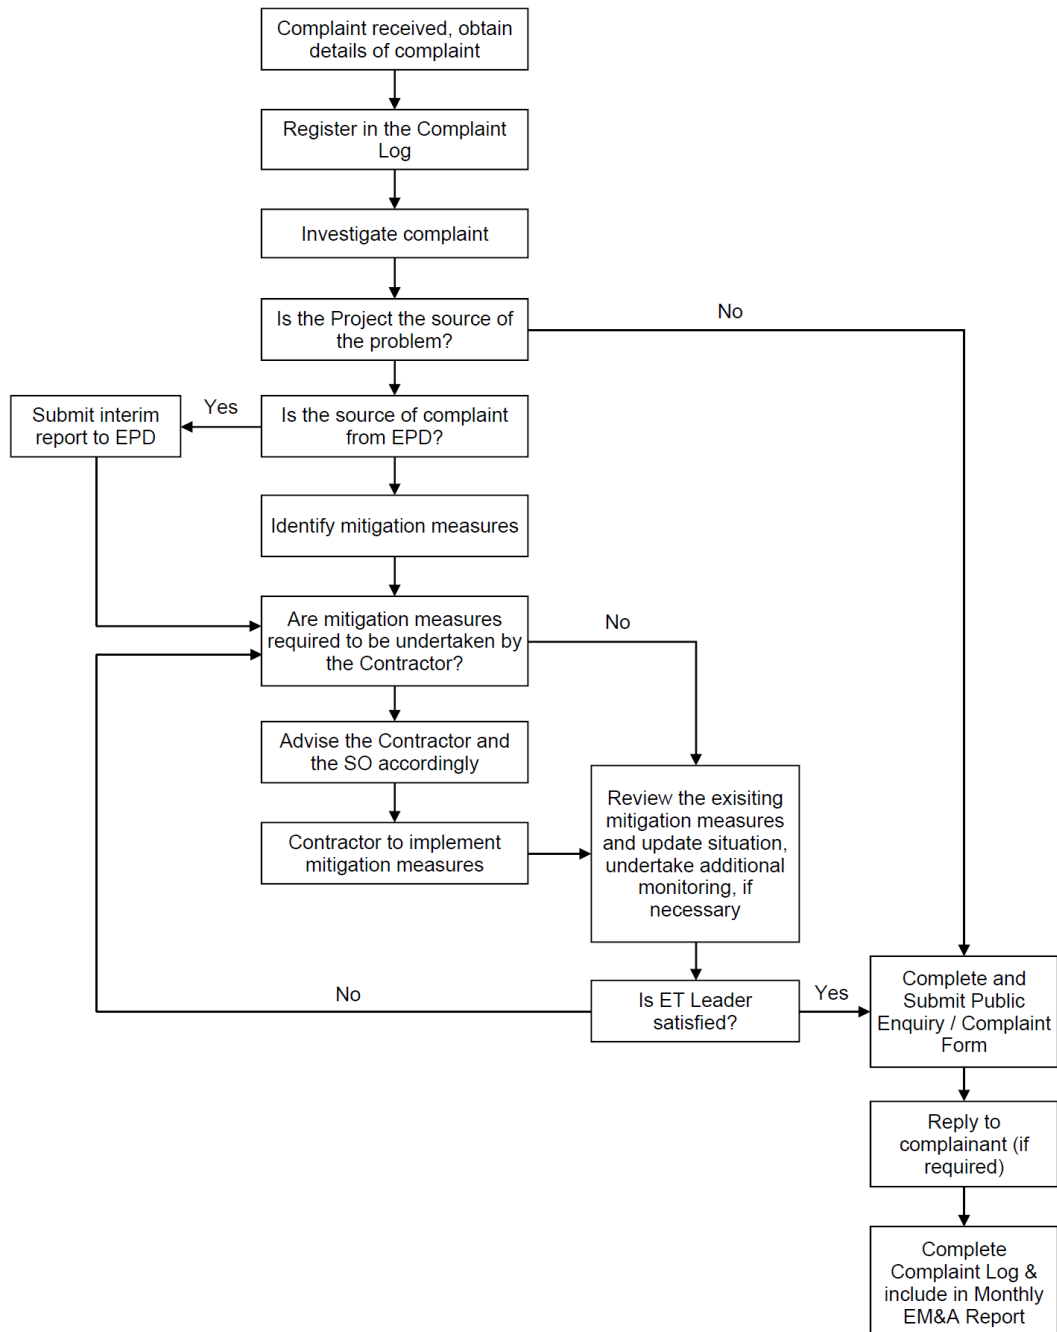 Complaint received, obtain
details of complaint
Register in the Complaint
Log
Investigate complaint
Is the Project the source of
the problem?
No
Submit interim
report to EPD
Yes
Is the source of complaint
from EPD?
Identify mitigation measures
Are mitigation measures
required to be undertaken by
the Contractor?
No
Advise the Contractor and
the SO accordingly
Contractor to implement
mitigation measures
Review the exisiting
mitigation measures
and update situation,
undertake additional
monitoring, if
necessary
No
Is ET Leader
satisfied?
Yes
Complete and
Submit Public
Enquiry / Complaint
Form
Reply to
complainant (if
required)
Complete
Complaint Log &
include in Monthly
EM&A Report